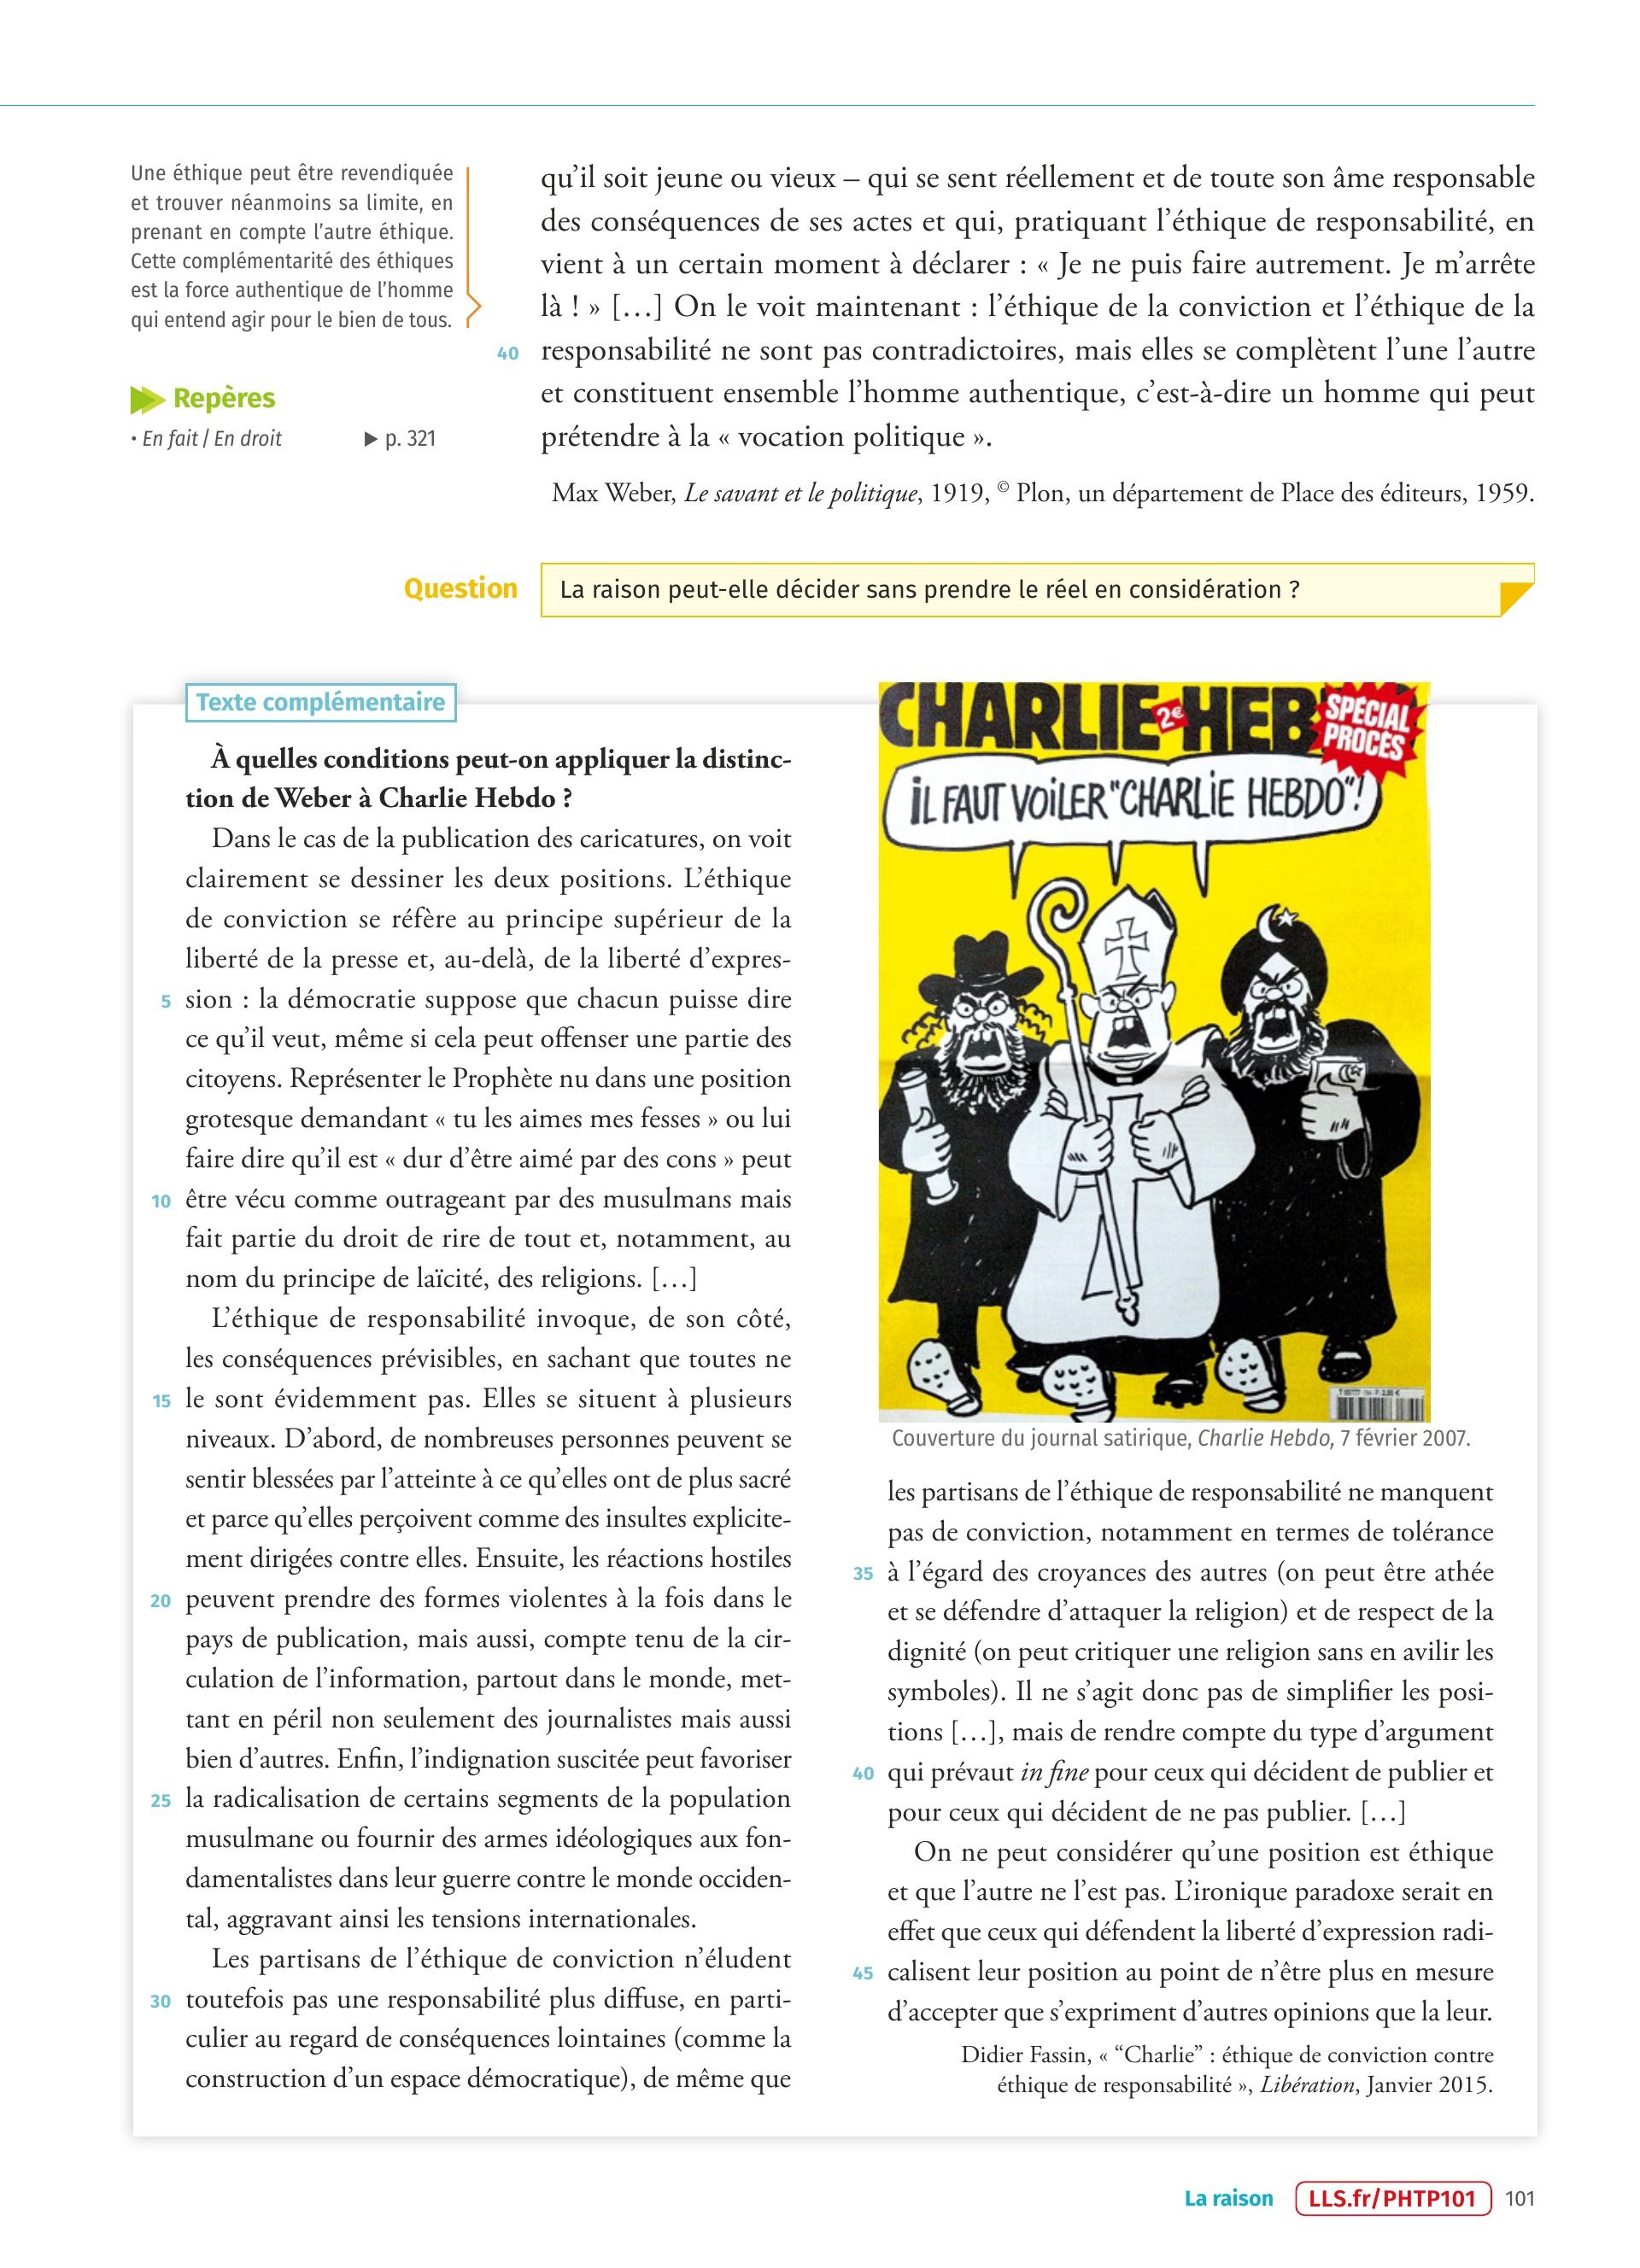 Une éthique peut être revendiquée
et trouver néanmoins sa limite, en
prenant en compte l'autre éthique.
Cette complémentarité des éthiques
est la force authentique de l'homme
qui entend agir pour le bien de tous.
Repères
• En fait / En droit ▶ p. 321
qu'il soit jeune ou vieux – qui se sent réellement et de toute son âme responsable
des conséquences de ses actes et qui, pratiquant l'éthique de responsabilité, en
vient à un certain moment à déclarer : « Je ne puis faire autrement. Je m'arrête
là ! » […] On le voit maintenant : l'éthique de la conviction et l'éthique de la
40 responsabilité ne sont pas contradictoires, mais elles se complètent l'une l'autre
et constituent ensemble l'homme authentique, c'est-à-dire un homme qui peut
prétendre à la « vocation politique ».
Max Weber, Le savant et le politique, 1919, © Plon, un département de Place des éditeurs, 1959.
Question La raison peut-elle décider sans prendre le réel en considération ?
Texte complémentaire
À quelles conditions peut-on appliquer la distinc-
tion de Weber à Charlie Hebdo ?
Dans le cas de la publication des caricatures, on voit
clairement se dessiner les deux positions. L'éthique
de conviction se réfère au principe supérieur de la
liberté de la presse et, au-delà, de la liberté d'expres-
5 sion : la démocratie suppose que chacun puisse dire
ce qu'il veut, même si cela peut offenser une partie des
citoyens. Représenter le Prophète nu dans une position
grotesque demandant « tu les aimes mes fesses » ou lui
faire dire qu'il est « dur d'être aimé par des cons » peut
10 être vécu comme outrageant par des musulmans mais
fait partie du droit de rire de tout et, notamment, au
nom du principe de laïcité, des religions. […]
L'éthique de responsabilité invoque, de son côté,
les conséquences prévisibles, en sachant que toutes ne
15 le sont évidemment pas. Elles se situent à plusieurs
niveaux. D'abord, de nombreuses personnes peuvent se
sentir blessées par l'atteinte à ce qu'elles ont de plus sacré
et parce qu'elles perçoivent comme des insultes explicite-
ment dirigées contre elles. Ensuite, les réactions hostiles
20 peuvent prendre des formes violentes à la fois dans le
pays de publication, mais aussi, compte tenu de la cir-
culation de l'information, partout dans le monde, met-
tant en péril non seulement des journalistes mais aussi
bien d'autres. Enfin, l'indignation suscitée peut favoriser
25 la radicalisation de certains segments de la population
musulmane ou fournir des armes idéologiques aux fon-
damentalistes dans leur guerre contre le monde occiden-
tal, aggravant ainsi les tensions internationales.
Les partisans de l'éthique de conviction n'éludent
30 toutefois pas une responsabilité plus diffuse, en parti-
culier au regard de conséquences lointaines (comme la
construction d'un espace démocratique), de même que
CHARLIE HEB
2€
SPÉCIAL
PROCÈS
IL FAUT VOILER "CHARLIE HEBDO"!
Couverture du journal satirique, Charlie Hebdo, 7 février 2007.
les partisans de l'éthique de responsabilité ne manquent
pas de conviction, notamment en termes de tolérance
35 à l'égard des croyances des autres (on peut être athée
et se défendre d'attaquer la religion) et de respect de la
dignité (on peut critiquer une religion sans en avilir les
symboles). Il ne s'agit donc pas de simplifier les posi-
tions […], mais de rendre compte du type d'argument
40 qui prévaut in fine pour ceux qui décident de publier et
pour ceux qui décident de ne pas publier. […]
On ne peut considérer qu'une position est éthique
et que l'autre ne l'est pas. L'ironique paradoxe serait en
effet que ceux qui défendent la liberté d'expression radi-
45 calisent leur position au point de n'être plus en mesure
d'accepter que s'expriment d'autres opinions que la leur.
Didier Fassin, « “Charlie” : éthique de conviction contre
éthique de responsabilité », Libération, Janvier 2015.
La raison LLS.fr/PHTP101 101